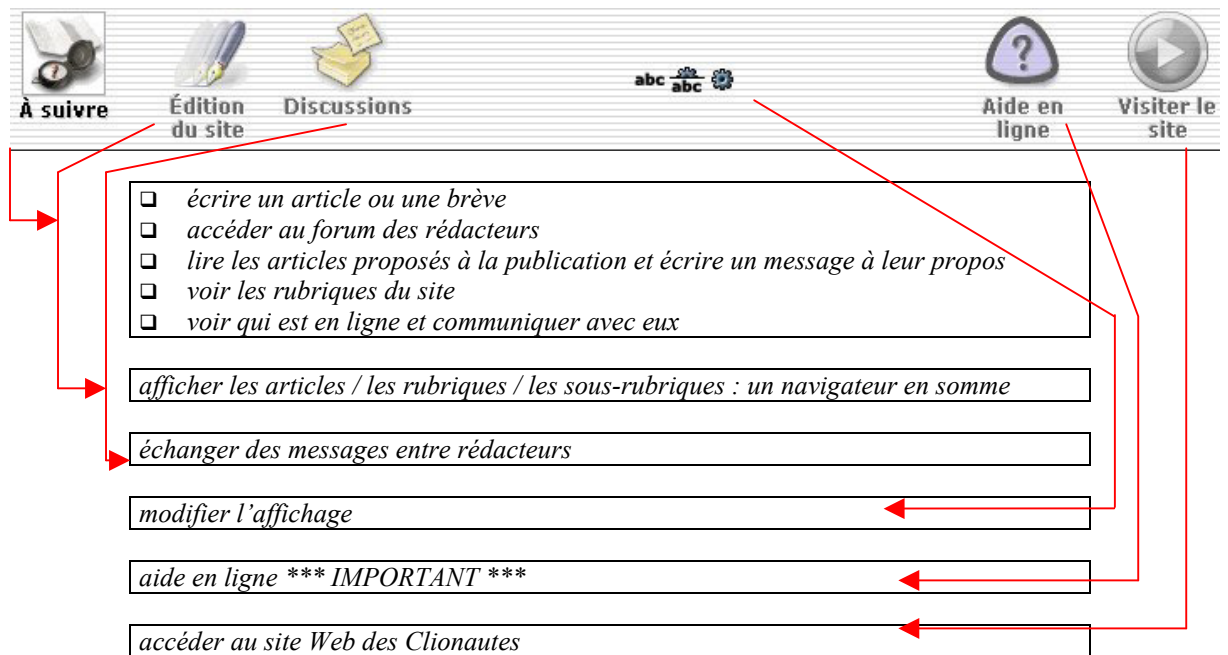 À suivre
Édition
du site
Discussions
abc abc
Aide en
ligne
Visiter le
site
❑ écrire un article ou une brève
❑ accéder au forum des rédacteurs
❑ lire les articles proposés à la publication et écrire un message à leur propos
❑ voir les rubriques du site
❑ voir qui est en ligne et communiquer avec eux
afficher les articles / les rubriques / les sous-rubriques : un navigateur en somme
échanger des messages entre rédacteurs
modifier l’affichage
aide en ligne *** IMPORTANT ***
accéder au site Web des Clionautes